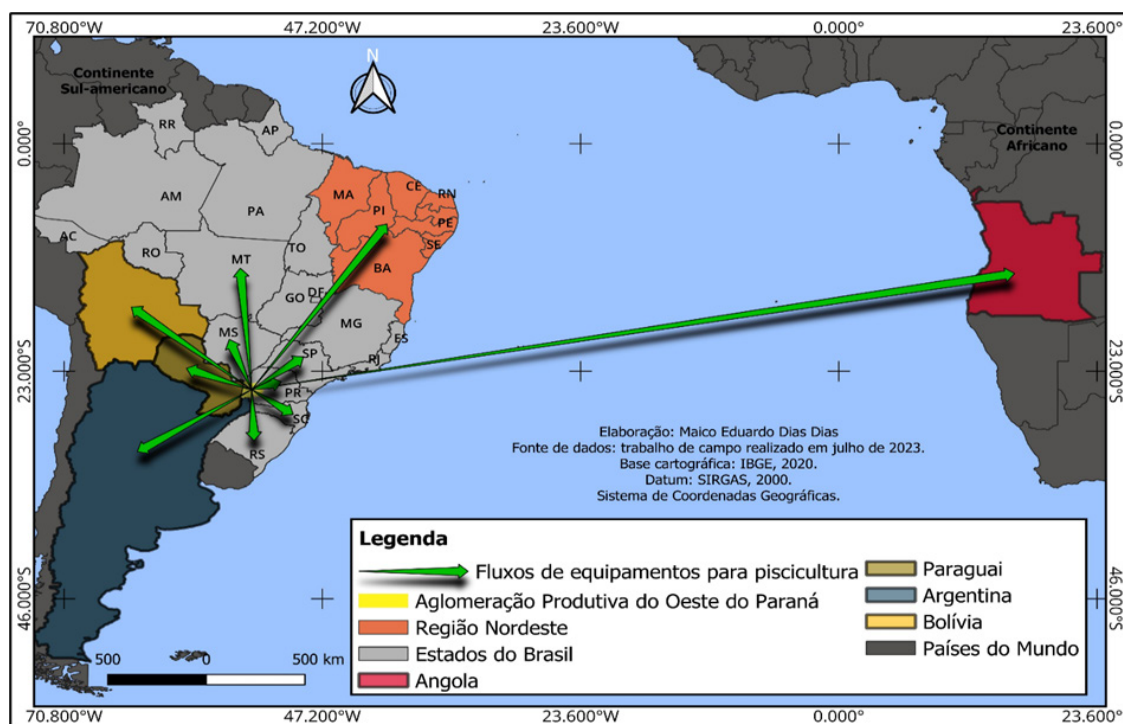 70.800°W 47.200°W 23.600°W 0.000° 23.600°E
N
Continente
Sul-americano
RR
AP
0.000°
0.000°
Continente
Africano
AM
PA
MA
CE
RN
PI
PE
AC
RO
TO
SE
MT
BA
DF
GO
MG
MS
ES
SP
RJ
23.000°S
23.000°S
PR
SC
RS
Elaboração: Maico Eduardo Dias Dias
Fonte de dados: trabalho de campo realizado em julho de 2023.
Base cartográfica: IBGE, 2020.
Datum: SIRGAS, 2000.
Sistema de Coordenadas Geográficas.
Legenda
Fluxos de equipamentos para piscicultura
Aglomeração Produtiva do Oeste do Paraná
Região Nordeste
Estados do Brasil
Angola
Paraguai
Argentina
Bolívia
Países do Mundo
46.000°S
46.000°S
500 0 500 km
70.800°W 47.200°W 23.600°W 0.000° 23.600°E